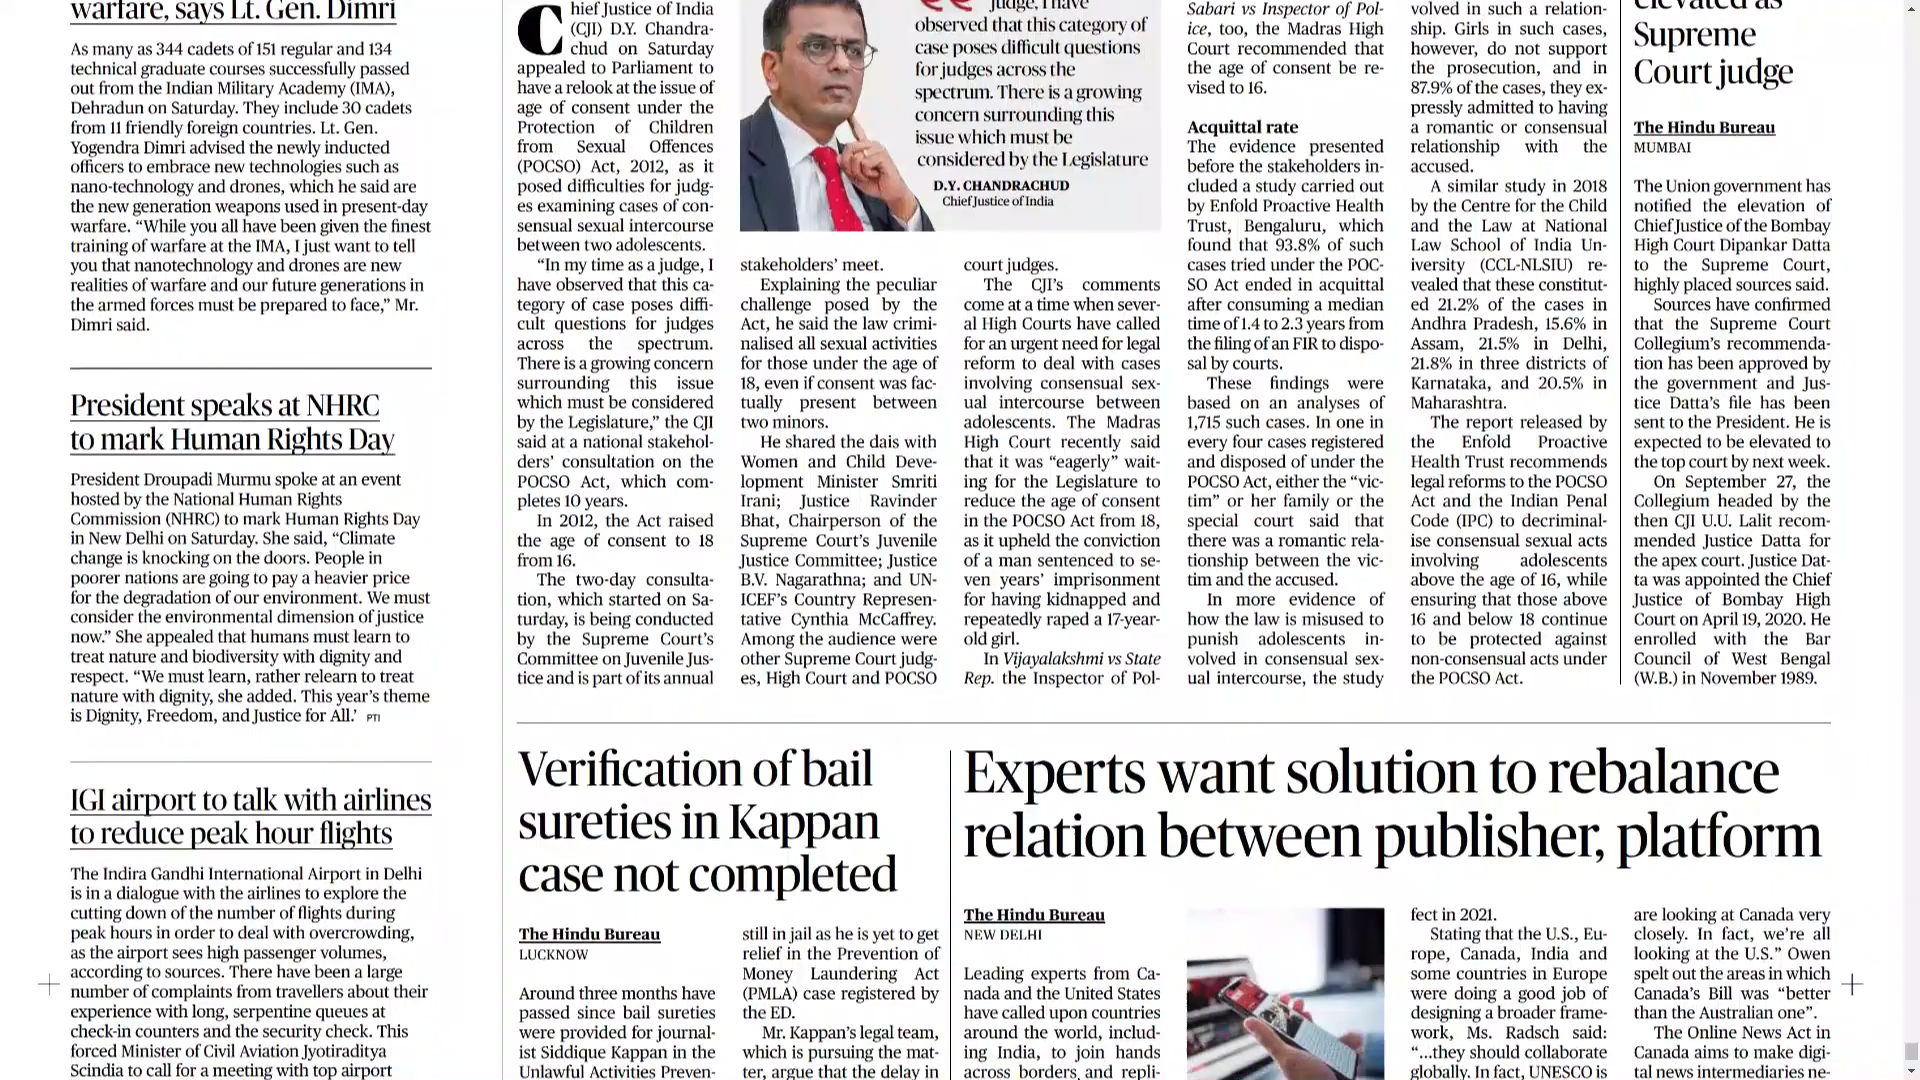 warfare, says Lt. Gen. Dimri
As many as 344 cadets of 151 regular and 134
technical graduate courses successfully passed
out from the Indian Military Academy (IMA),
Dehradun on Saturday. They include 30 cadets
from 11 friendly foreign countries. Lt. Gen.
Yogendra Dimri advised the newly inducted
officers to embrace new technologies such as
nano-technology and drones, which he said are
the new generation weapons used in present-day
warfare. “While you all have been given the finest
training of warfare at the IMA, I just want to tell
you that nanotechnology and drones are new
realities of warfare and our future generations in
the armed forces must be prepared to face,” Mr.
Dimri said.
President speaks at NHRC
to mark Human Rights Day
President Droupadi Murmu spoke at an event
hosted by the National Human Rights
Commission (NHRC) to mark Human Rights Day
in New Delhi on Saturday. She said, “Climate
change is knocking on the doors. People in
poorer nations are going to pay a heavier price
for the degradation of our environment. We must
consider the environmental dimension of justice
now.” She appealed that humans must learn to
treat nature and biodiversity with dignity and
respect. “We must learn, rather relearn to treat
nature with dignity, she added. This year’s theme
is Dignity, Freedom, and Justice for All.’ PTI
IGI airport to talk with airlines
to reduce peak hour flights
The Indira Gandhi International Airport in Delhi
is in a dialogue with the airlines to explore the
cutting down of the number of flights during
peak hours in order to deal with overcrowding,
as the airport sees high passenger volumes,
according to sources. There have been a large
number of complaints from travellers about their
experience with long, serpentine queues at
check-in counters and the security check. This
forced Minister of Civil Aviation Jyotiraditya
Scindia to call for a meeting with top airport
Chief Justice of India
(CJI) D.Y. Chandra-
chud on Saturday
appealed to Parliament to
have a relook at the issue of
age of consent under the
Protection of Children
from Sexual Offences
(POCSO) Act, 2012, as it
posed difficulties for judg-
es examining cases of con-
sensual sexual intercourse
between two adolescents.
“In my time as a judge, I
have observed that this ca-
tegory of case poses diffi-
cult questions for judges
across the spectrum.
There is a growing concern
surrounding this issue
which must be considered
by the Legislature,” the CJI
said at a national stakehol-
ders’ consultation on the
POCSO Act, which com-
pletes 10 years.
In 2012, the Act raised
the age of consent to 18
from 16.
The two-day consulta-
tion, which started on Sa-
turday, is being conducted
by the Supreme Court’s
Committee on Juvenile Jus-
tice and is part of its annual
judge, I have
observed that this category of
case poses difficult questions
for judges across the
spectrum. There is a growing
concern surrounding this
issue which must be
considered by the Legislature
D.Y. CHANDRACHUD
Chief Justice of India
stakeholders’ meet.
Explaining the peculiar
challenge posed by the
Act, he said the law crimi-
nalised all sexual activities
for those under the age of
18, even if consent was fac-
tually present between
two minors.
He shared the dais with
Women and Child Deve-
lopment Minister Smriti
Irani; Justice Ravinder
Bhat, Chairperson of the
Supreme Court’s Juvenile
Justice Committee; Justice
B.V. Nagarathna; and UN-
ICEF’s Country Represen-
tative Cynthia McCaffrey.
Among the audience were
other Supreme Court judg-
es, High Court and POCSO
court judges.
The CJI’s comments
come at a time when sever-
al High Courts have called
for an urgent need for legal
reform to deal with cases
involving consensual sex-
ual intercourse between
adolescents. The Madras
High Court recently said
that it was “eagerly” wait-
ing for the Legislature to
reduce the age of consent
in the POCSO Act from 18,
as it upheld the conviction
of a man sentenced to se-
ven years’ imprisonment
for having kidnapped and
repeatedly raped a 17-year-
old girl.
In Vijayalakshmi vs State
Rep. the Inspector of Pol-
Sabari vs Inspector of Pol-
ice, too, the Madras High
Court recommended that
the age of consent be re-
vised to 16.
Acquittal rate
The evidence presented
before the stakeholders in-
cluded a study carried out
by Enfold Proactive Health
Trust, Bengaluru, which
found that 93.8% of such
cases tried under the POC-
SO Act ended in acquittal
after consuming a median
time of 1.4 to 2.3 years from
the filing of an FIR to dispo-
sal by courts.
These findings were
based on an analyses of
1,715 such cases. In one in
every four cases registered
and disposed of under the
POCSO Act, either the “vic-
tim” or her family or the
special court said that
there was a romantic rela-
tionship between the vic-
tim and the accused.
In more evidence of
how the law is misused to
punish adolescents in-
volved in consensual sex-
ual intercourse, the study
volved in such a relation-
ship. Girls in such cases,
however, do not support
the prosecution, and in
87.9% of the cases, they ex-
pressly admitted to having
a romantic or consensual
relationship with the
accused.
A similar study in 2018
by the Centre for the Child
and the Law at National
Law School of India Un-
iversity (CCL-NLSIU) re-
vealed that these constitut-
ed 21.2% of the cases in
Andhra Pradesh, 15.6% in
Assam, 21.5% in Delhi,
21.8% in three districts of
Karnataka, and 20.5% in
Maharashtra.
The report released by
the Enfold Proactive
Health Trust recommends
legal reforms to the POCSO
Act and the Indian Penal
Code (IPC) to decriminal-
ise consensual sexual acts
involving adolescents
above the age of 16, while
ensuring that those above
16 and below 18 continue
to be protected against
non-consensual acts under
the POCSO Act.
elevated as
Supreme
Court judge
The Hindu Bureau
MUMBAI
The Union government has
notified the elevation of
Chief Justice of the Bombay
High Court Dipankar Datta
to the Supreme Court,
highly placed sources said.
Sources have confirmed
that the Supreme Court
Collegium’s recommenda-
tion has been approved by
the government and Jus-
tice Datta’s file has been
sent to the President. He is
expected to be elevated to
the top court by next week.
On September 27, the
Collegium headed by the
then CJI U.U. Lalit recom-
mended Justice Datta for
the apex court. Justice Dat-
ta was appointed the Chief
Justice of Bombay High
Court on April 19, 2020. He
enrolled with the Bar
Council of West Bengal
(W.B.) in November 1989.
Verification of bail
sureties in Kappan
case not completed
The Hindu Bureau
LUCKNOW
Around three months have
passed since bail sureties
were provided for journal-
ist Siddique Kappan in the
Unlawful Activities Preven-
still in jail as he is yet to get
relief in the Prevention of
Money Laundering Act
(PMLA) case registered by
the ED.
Mr. Kappan’s legal team,
which is pursuing the mat-
ter, argue that the delay in
Experts want solution to rebalance
relation between publisher, platform
The Hindu Bureau
NEW DELHI
Leading experts from Ca-
nada and the United States
have called upon countries
around the world, includ-
ing India, to join hands
across borders and repli-
fect in 2021.
Stating that the U.S., Eu-
rope, Canada, India and
some countries in Europe
were doing a good job of
designing a broader frame-
work, Ms. Radsch said:
“...they should collaborate
globally. In fact, UNESCO is
are looking at Canada very
closely. In fact, we’re all
looking at the U.S.” Owen
spelt out the areas in which
Canada’s Bill was “better
than the Australian one”.
The Online News Act in
Canada aims to make digi-
tal news intermediaries ne-